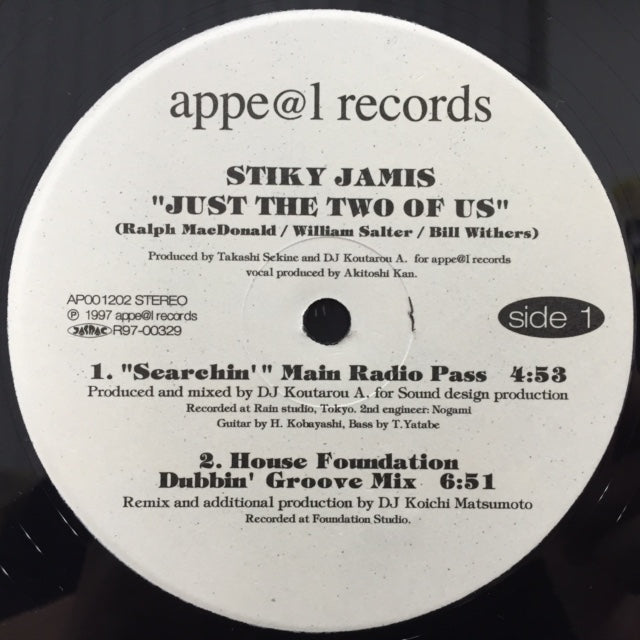 appe@l records
STIKY JAMIS
"JUST THE TWO OF US"
(Ralph MacDonald / William Salter / Bill Withers)
Produced by Takashi Sekine and DJ Koutarou A. for appe@l records
vocal produced by Akitoshi Kan.
AP001202 STEREO
℗ 1997 appe@l records
JASRAC R97-00329
side 1
1. "Searchin'" Main Radio Pass 4:53
Produced and mixed by DJ Koutarou A. for Sound design production
Recorded at Rain studio, Tokyo. 2nd engineer: Nogami
Guitar by H. Kobayashi, Bass by T.Yatabe
2. House Foundation
Dubbin' Groove Mix 6:51
Remix and additional production by DJ Koichi Matsumoto
Recorded at Foundation Studio.